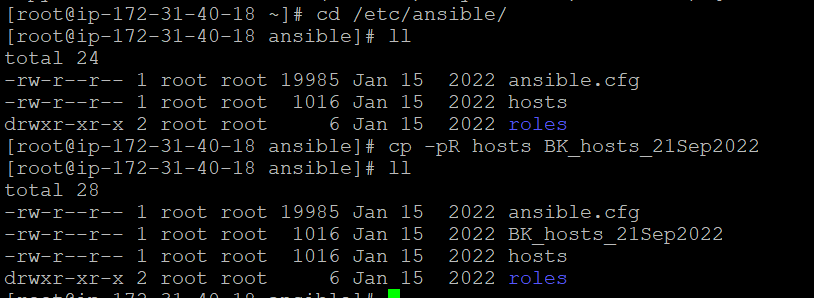 [root@ip-172-31-40-18 ~]# cd /etc/ansible/
[root@ip-172-31-40-18 ansible]# ll
total 24
-rw-r--r-- 1 root root 19985 Jan 15  2022 ansible.cfg
-rw-r--r-- 1 root root  1016 Jan 15  2022 hosts
drwxr-xr-x 2 root root     6 Jan 15  2022 roles
[root@ip-172-31-40-18 ansible]# cp -pR hosts BK_hosts_21Sep2022
[root@ip-172-31-40-18 ansible]# ll
total 28
-rw-r--r-- 1 root root 19985 Jan 15  2022 ansible.cfg
-rw-r--r-- 1 root root  1016 Jan 15  2022 BK_hosts_21Sep2022
-rw-r--r-- 1 root root  1016 Jan 15  2022 hosts
drwxr-xr-x 2 root root     6 Jan 15  2022 roles
[root@ip-172-31-40-18 ansible]#